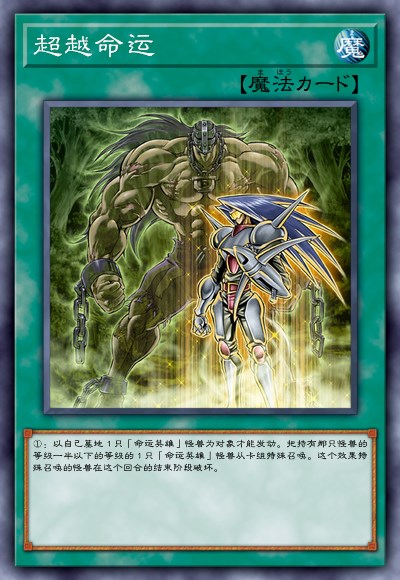 超越命运
魔
【魔法カード】
ま ほう
①：以自己墓地１只「命运英雄」怪兽为对象才能发动。把持有那只怪兽的
等级一半以下的等级的１只「命运英雄」怪兽从卡组特殊召唤。这个效果特
殊召唤的怪兽在这个回合的结束阶段破坏。